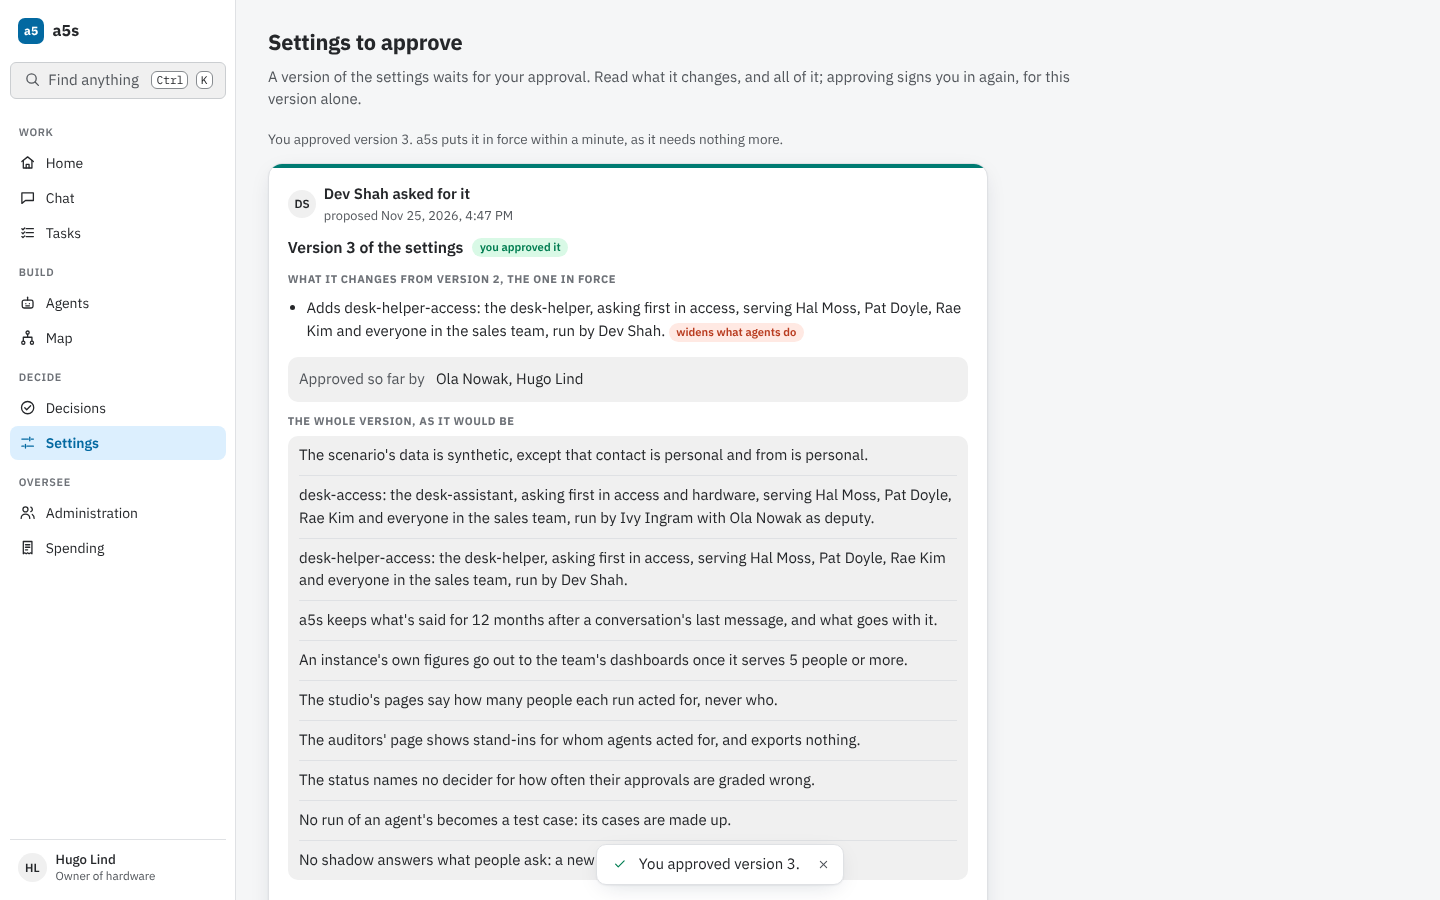 a5 a5s
Find anything Ctrl K
WORK
Home
Chat
Tasks
BUILD
Agents
Map
DECIDE
Decisions
Settings
OVERSEE
Administration
Spending
HL Hugo Lind
Owner of hardware
Settings to approve
A version of the settings waits for your approval. Read what it changes, and all of it; approving signs you in again, for this
version alone.
You approved version 3. a5s puts it in force within a minute, as it needs nothing more.
DS Dev Shah asked for it
proposed Nov 25, 2026, 4:47 PM
Version 3 of the settings you approved it
WHAT IT CHANGES FROM VERSION 2, THE ONE IN FORCE
• Adds desk-helper-access: the desk-helper, asking first in access, serving Hal Moss, Pat Doyle, Rae
Kim and everyone in the sales team, run by Dev Shah. widens what agents do
Approved so far by Ola Nowak, Hugo Lind
THE WHOLE VERSION, AS IT WOULD BE
The scenario's data is synthetic, except that contact is personal and from is personal.
desk-access: the desk-assistant, asking first in access and hardware, serving Hal Moss, Pat Doyle,
Rae Kim and everyone in the sales team, run by Ivy Ingram with Ola Nowak as deputy.
desk-helper-access: the desk-helper, asking first in access, serving Hal Moss, Pat Doyle, Rae Kim
and everyone in the sales team, run by Dev Shah.
a5s keeps what's said for 12 months after a conversation's last message, and what goes with it.
An instance's own figures go out to the team's dashboards once it serves 5 people or more.
The studio's pages say how many people each run acted for, never who.
The auditors' page shows stand-ins for whom agents acted for, and exports nothing.
The status names no decider for how often their approvals are graded wrong.
No run of an agent's becomes a test case: its cases are made up.
No shadow answers what people ask: a new
You approved version 3.